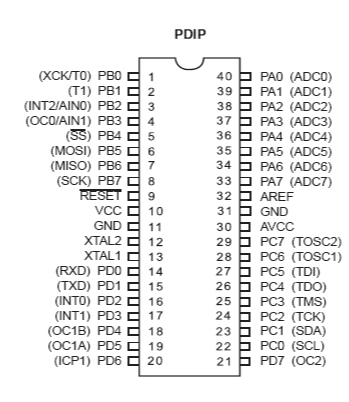 PDIP
(XCK/T0) PB0 1 40 PA0 (ADC0)
(T1) PB1 2 39 PA1 (ADC1)
(INT2/AIN0) PB2 3 38 PA2 (ADC2)
(OC0/AIN1) PB3 4 37 PA3 (ADC3)
(SS) PB4 5 36 PA4 (ADC4)
(MOSI) PB5 6 35 PA5 (ADC5)
(MISO) PB6 7 34 PA6 (ADC6)
(SCK) PB7 8 33 PA7 (ADC7)
RESET 9 32 AREF
VCC 10 31 GND
GND 11 30 AVCC
XTAL2 12 29 PC7 (TOSC2)
XTAL1 13 28 PC6 (TOSC1)
(RXD) PD0 14 27 PC5 (TDI)
(TXD) PD1 15 26 PC4 (TDO)
(INT0) PD2 16 25 PC3 (TMS)
(INT1) PD3 17 24 PC2 (TCK)
(OC1B) PD4 18 23 PC1 (SDA)
(OC1A) PD5 19 22 PC0 (SCL)
(ICP1) PD6 20 21 PD7 (OC2)